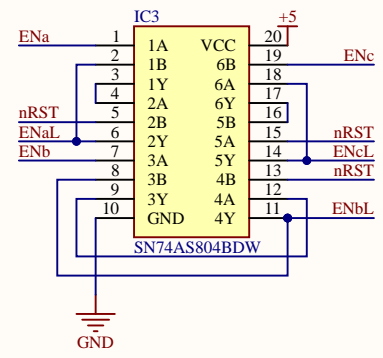 IC3
+5
ENa 1 1A VCC 20
2 1B 6B 19 ENc
3 1Y 6A 18
4 2A 6Y 17
nRST 5 2B 5B 16
ENaL 6 2Y 5A 15 nRST
ENb 7 3A 5Y 14 ENcL
8 3B 4B 13 nRST
9 3Y 4A 12
10 GND 4Y 11 ENbL
SN74AS804BDW
GND